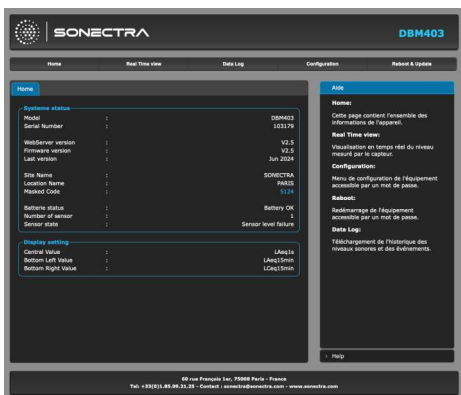 SONECTRA
DBM403
Home Real Time view Data Log Configuration Reboot & Update
Home
Systeme status
Model : DBM403
Serial Number : 103179
WebServer version : V2.5
Firmware version : V2.5
Last version : Jun 2024
Site Name : SONECTRA
Location Name : PARIS
Masked Code : 5124
Batterie status : Battery OK
Number of sensor : 1
Sensor state : Sensor level failure
Display setting
Central Value : LAeq1s
Bottom Left Value : LAeq15min
Bottom Right Value : LCeq15min
Aide
Home:
Cette page contient l'ensemble des
informations de l'appareil.
Real Time view:
Visualisation en temps réel du niveau
mesuré par le capteur.
Configuration:
Menu de configuration de l'équipement
accessible par un mot de passe.
Reboot:
Redémarrage de l'équipement
accessible par un mot de passe.
Data Log:
Téléchargement de l'historique des
niveaux sonores et des événements.
Help
60 rue François 1er, 75008 Paris - France
Tel: +33(0)1.85.09.21.25 - Contact : sonectra@sonectra.com - www.sonectra.com